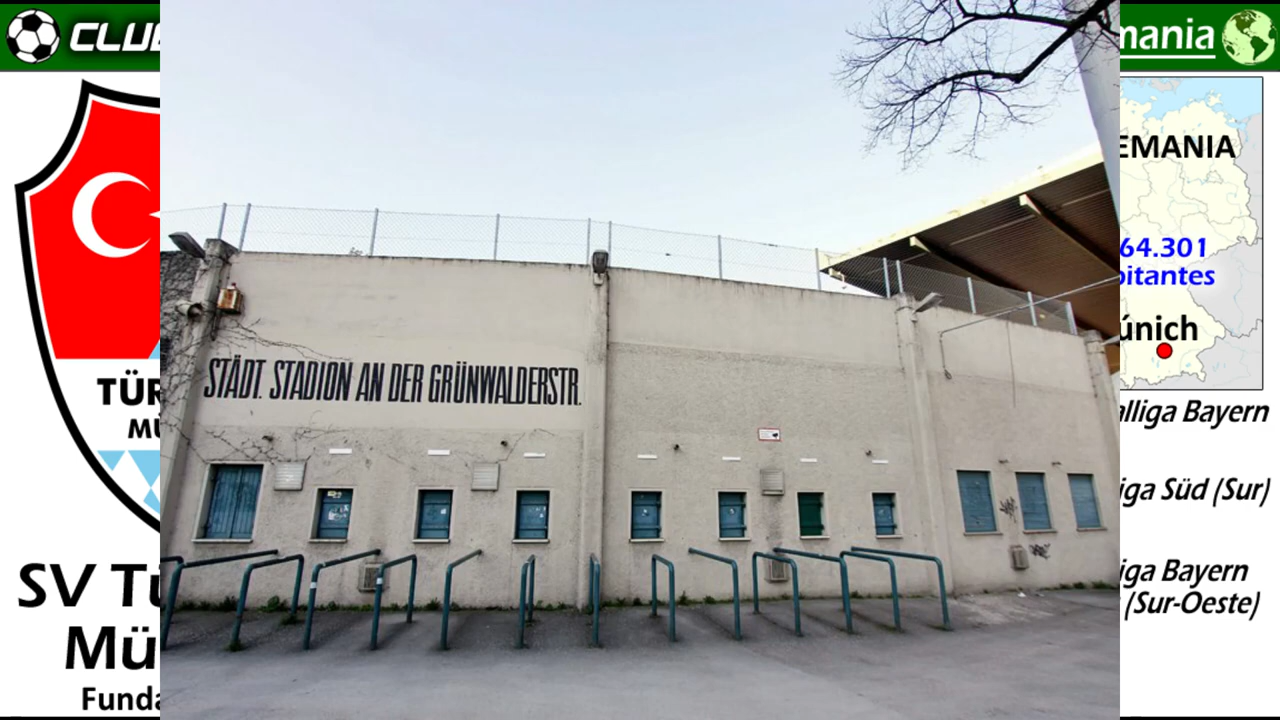 CLU
mania
EMANIA
64.301
bitantes
únich
STÄDT. STADION AN DER GRÜNWALDERSTR.
TÜR
MÜ
alliga Bayern
iga Süd (Sur)
iga Bayern
(Sur-Oeste)
SV Tü
Mü
Funda